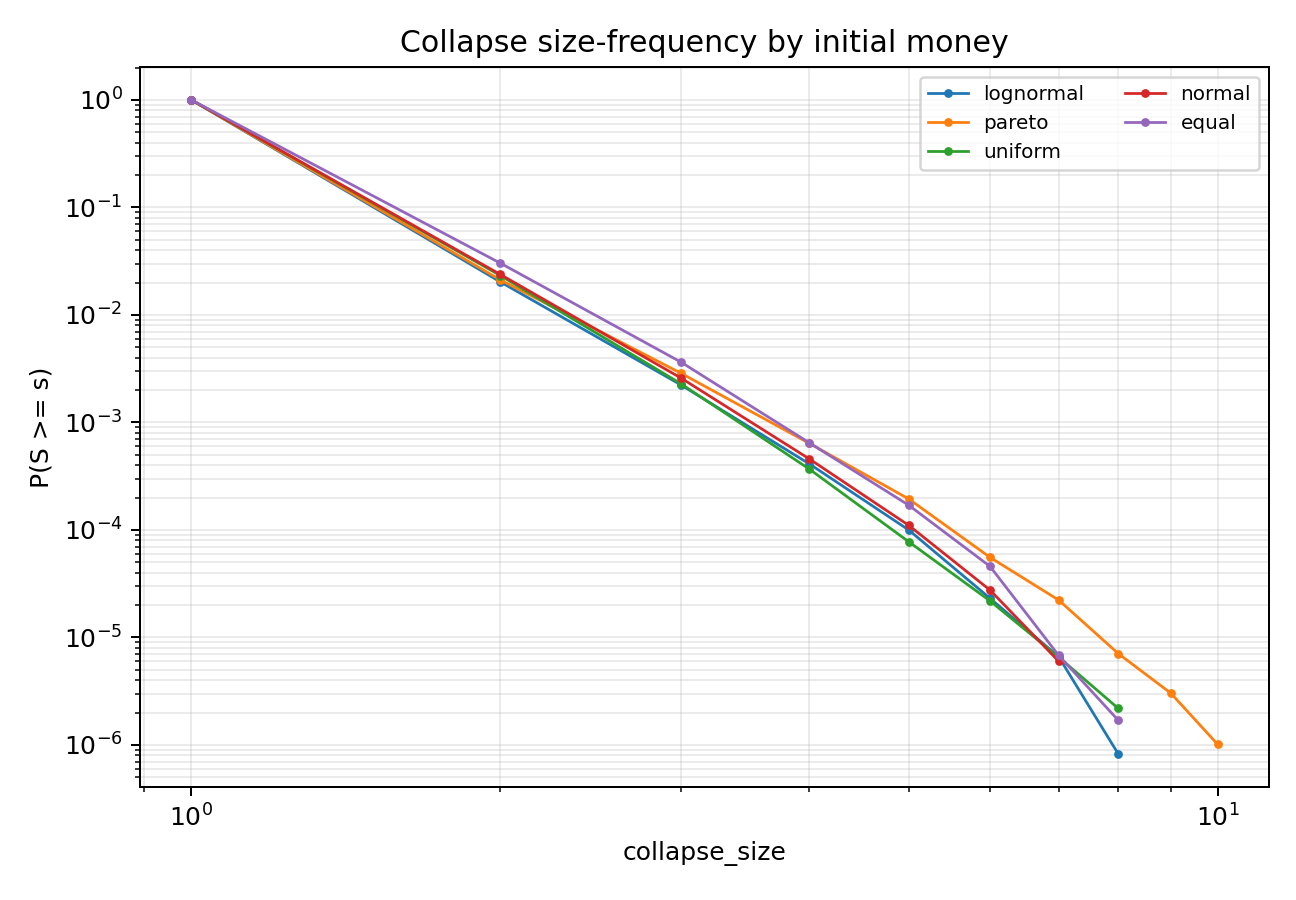 Collapse size-frequency by initial money
lognormal
pareto
uniform
normal
equal
P(S >= s)
10⁰
10⁻¹
10⁻²
10⁻³
10⁻⁴
10⁻⁵
10⁻⁶
10⁰
10¹
collapse_size